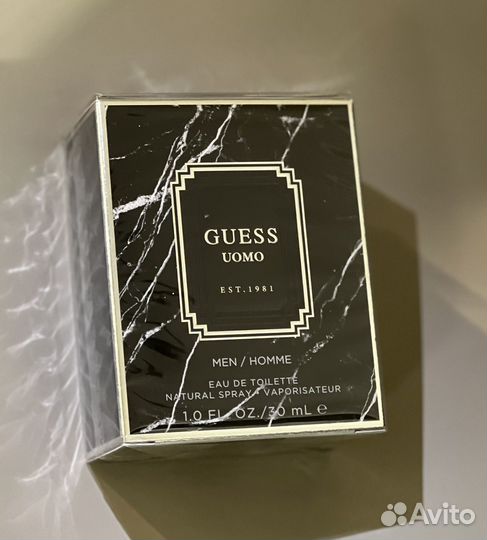 GUESS
UOMO
EST.1981
MEN / HOMME
EAU DE TOILETTE
NATURAL SPRAY • VAPORISATEUR
1.0 FL. OZ./30 mL ℮
Avito